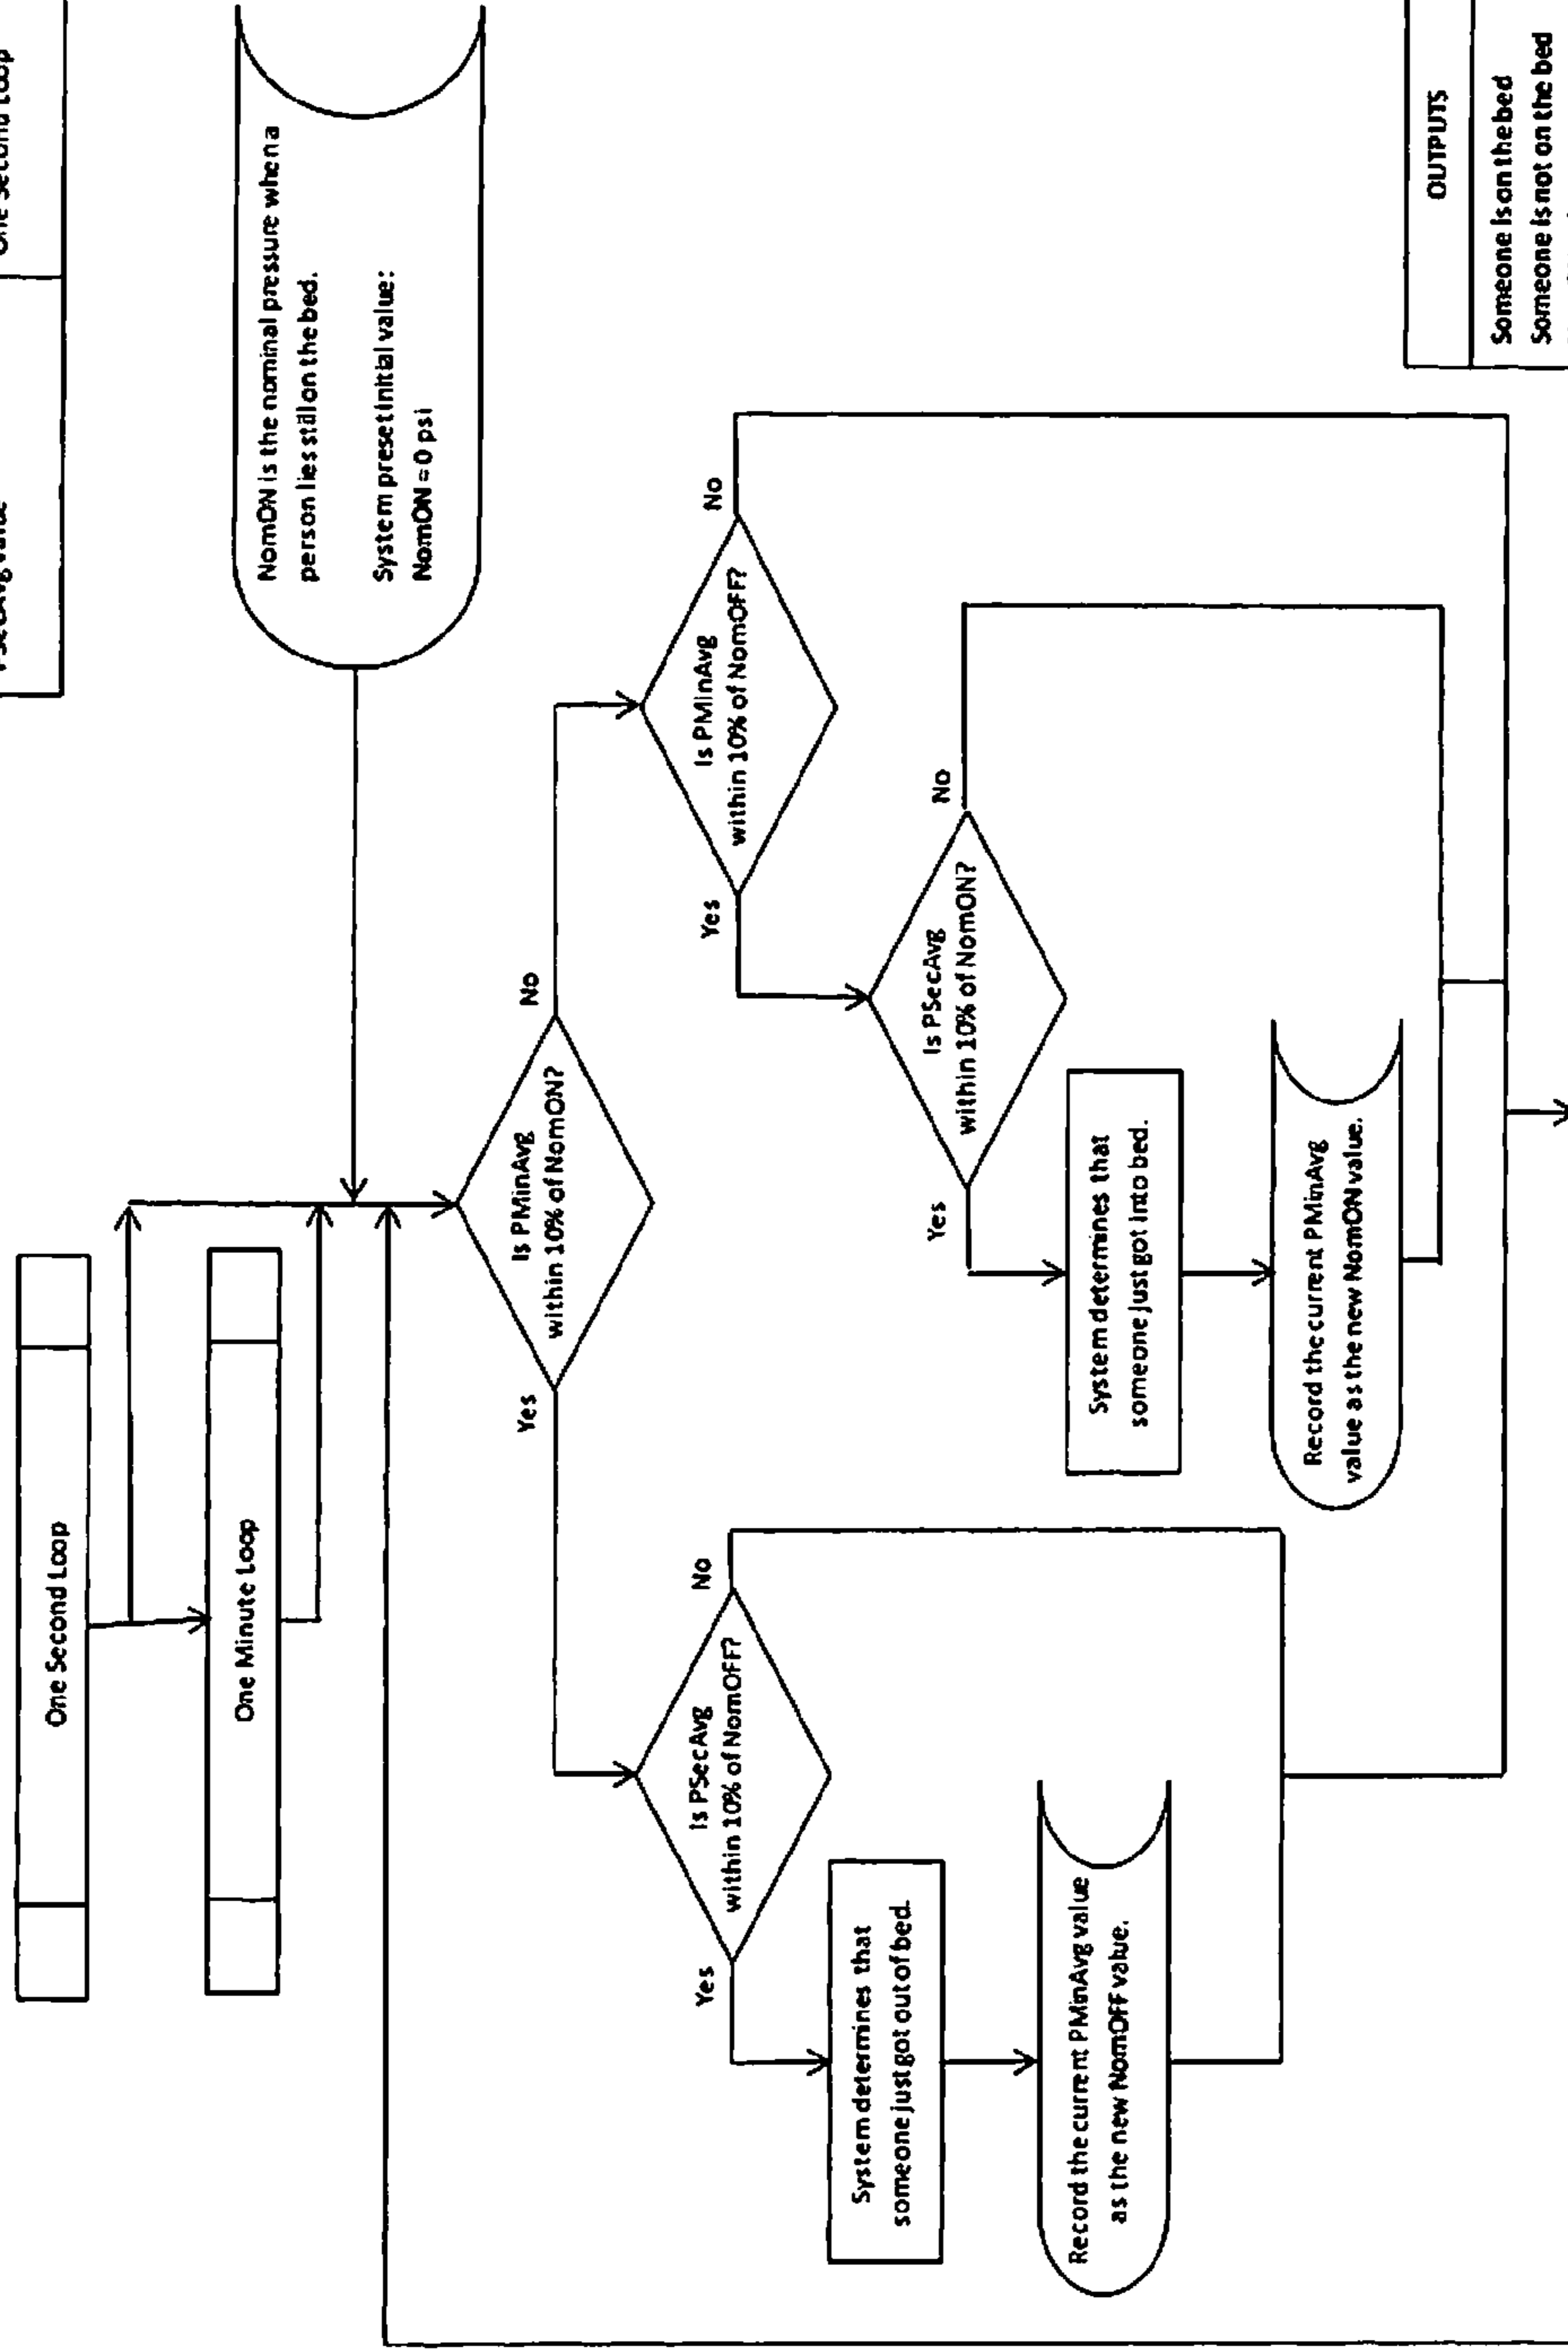 One Second Loop
One Minute Loop
NomON is the nominal pressure when a
person lies still on the bed.
System preset initial value:
NomON = 0 psi
Is PMinAvg
within 10% of NomON?
Yes
No
Is PSecAvg
within 10% of NomOFF?
Yes
No
Is PMinAvg
within 10% of NomOFF?
Yes
No
System determines that
someone just got out of bed.
Record the current PMinAvg value
as the new NomOFF value.
Is PSecAvg
within 10% of NomON?
Yes
No
System determines that
someone just got into bed.
Record the current PMinAvg
value as the new NomON value.
OUTPUTS
Someone is on the bed
Someone is not on the bed